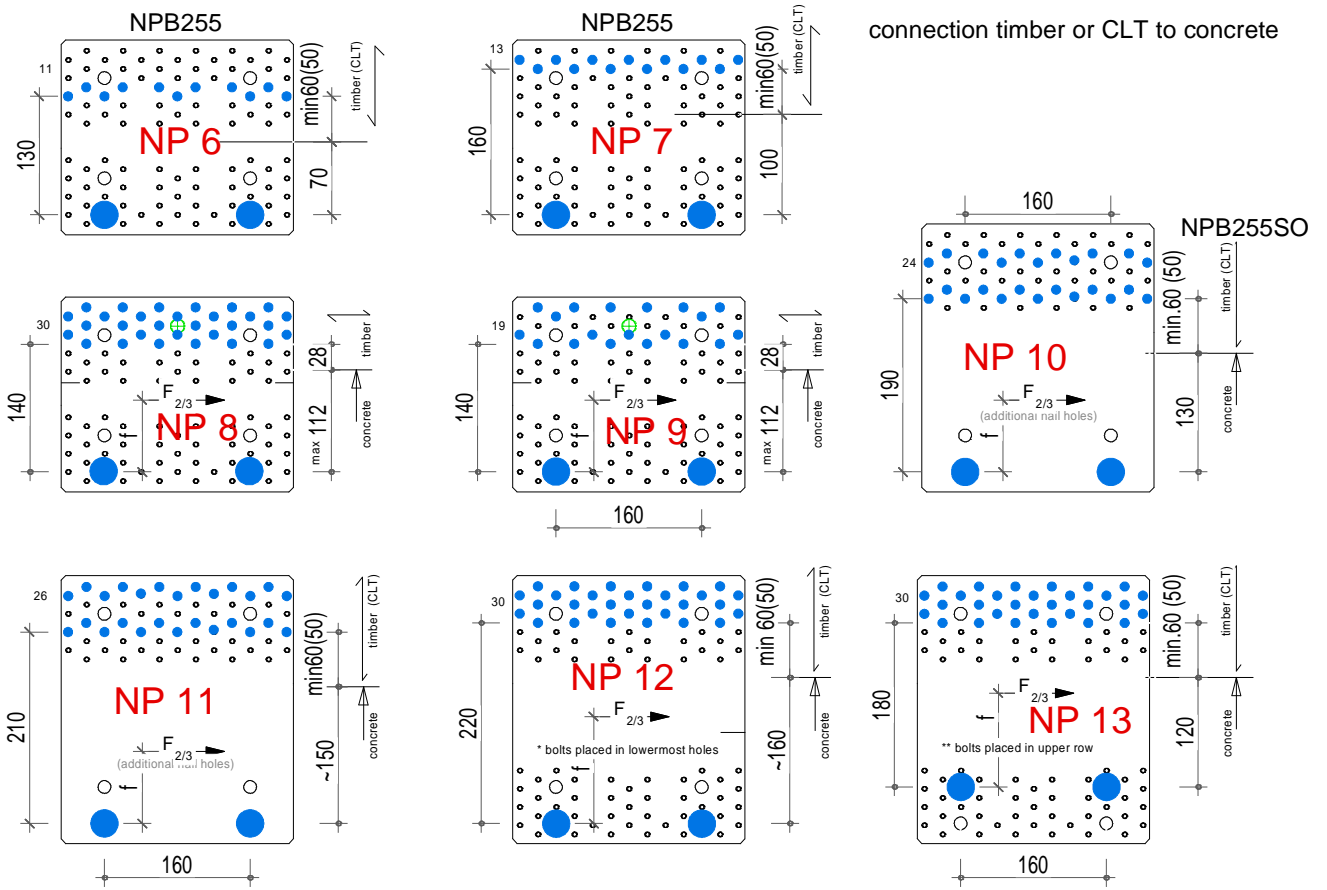 NPB255
NPB255
connection timber or CLT to concrete
11
130
NP 6
min60(50)
timber (CLT)
70
13
160
NP 7
min60(50)
timber (CLT)
100
160
NPB255SO
24
190
NP 10
F 2/3
(additional nail holes)
f
min.60 (50)
timber (CLT)
130
concrete
30
140
F 2/3
NP 8
f
28
timber
max 112
concrete
19
140
F 2/3
NP 9
f
28
timber
max 112
concrete
160
26
210
NP 11
F 2/3
(additional nail holes)
f
min60(50)
timber (CLT)
~150
concrete
160
30
220
NP 12
F 2/3
* bolts placed in lowermost holes
f
min 60(50)
timber (CLT)
~160
concrete
30
180
F 2/3
f
NP 13
** bolts placed in upper row
min.60 (50)
timber (CLT)
120
concrete
160